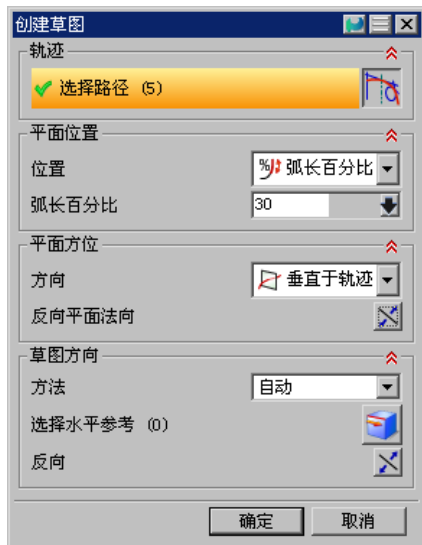 创建草图
轨迹
选择路径 (5)
平面位置
位置 % 弧长百分比
弧长百分比 30
平面方位
方向 垂直于轨迹
反向平面法向
草图方向
方法 自动
选择水平参考 (0)
反向
确定 取消